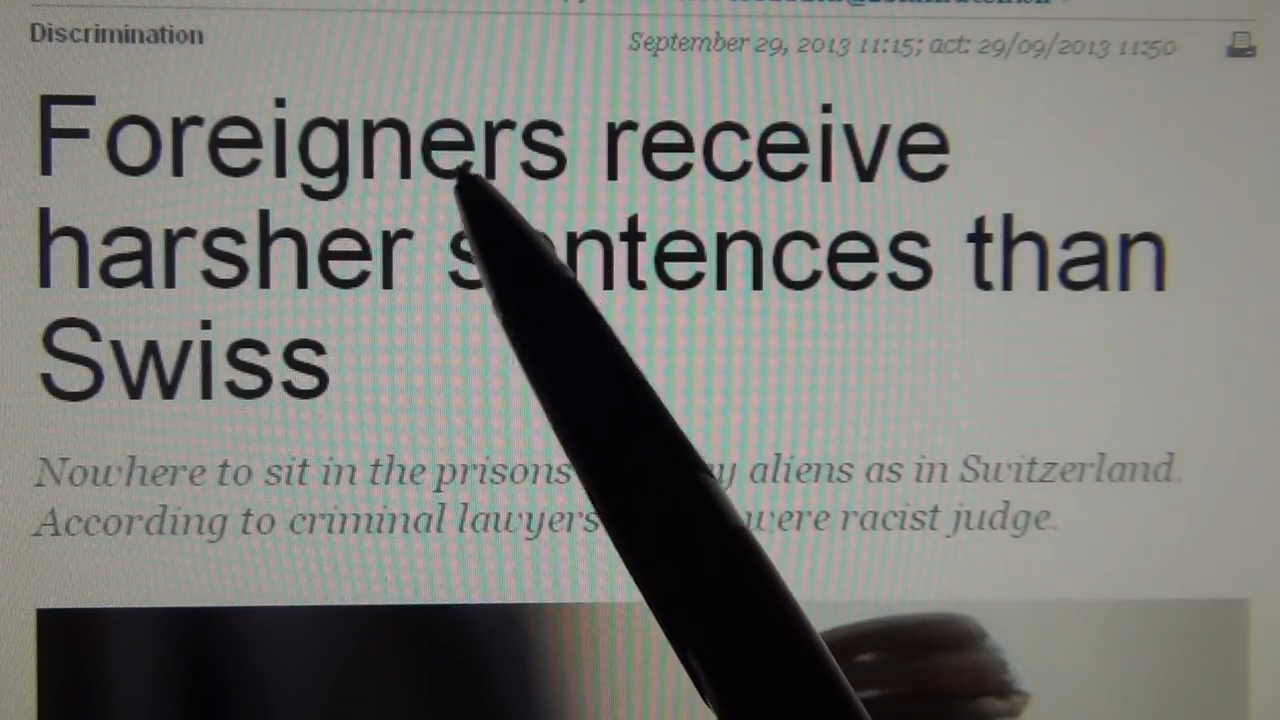 Discrimination
September 29, 2013 11:15; act: 29/09/2013 11:50
Foreigners receive
harsher sentences than
Swiss
Nowhere to sit in the prisons aliens as in Switzerland.
According to criminal lawyers were racist judge.